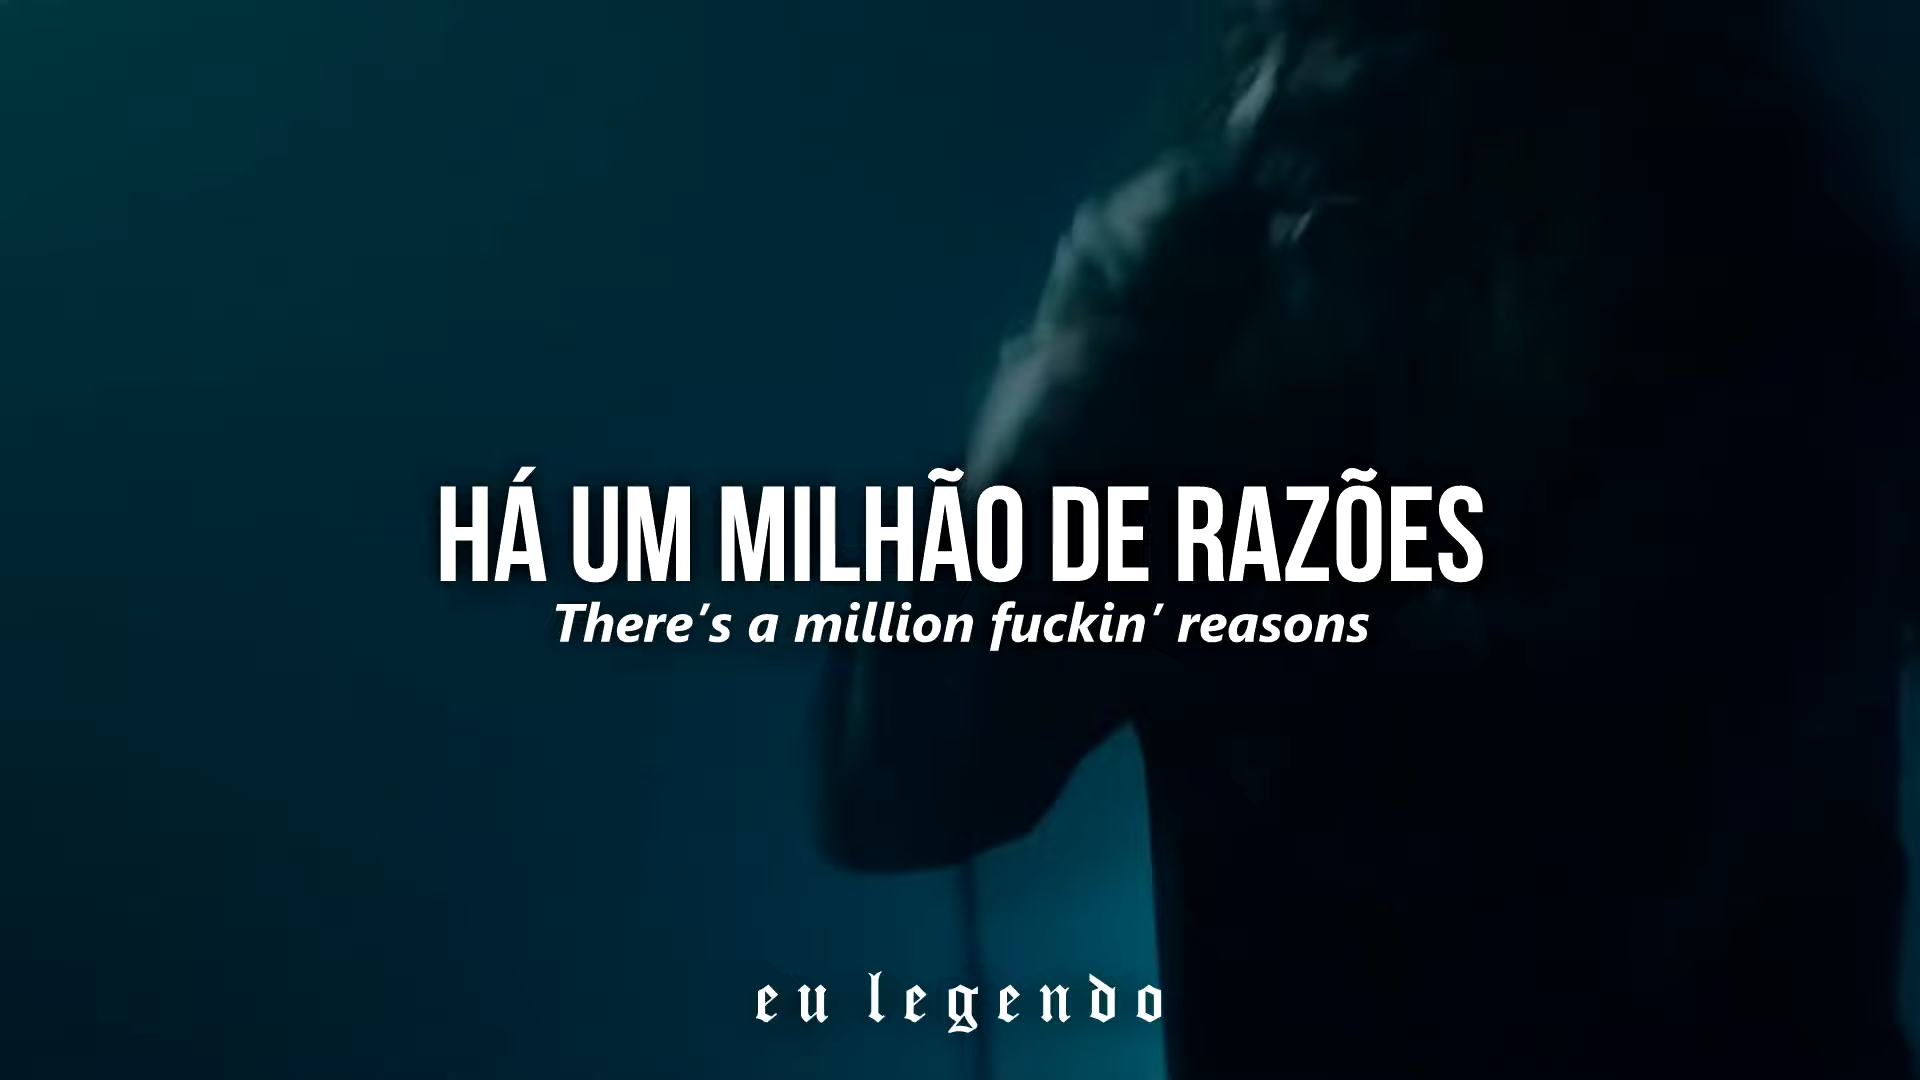 HÁ UM MILHÃO DE RAZÕES
There's a million fuckin' reasons
eu legendo